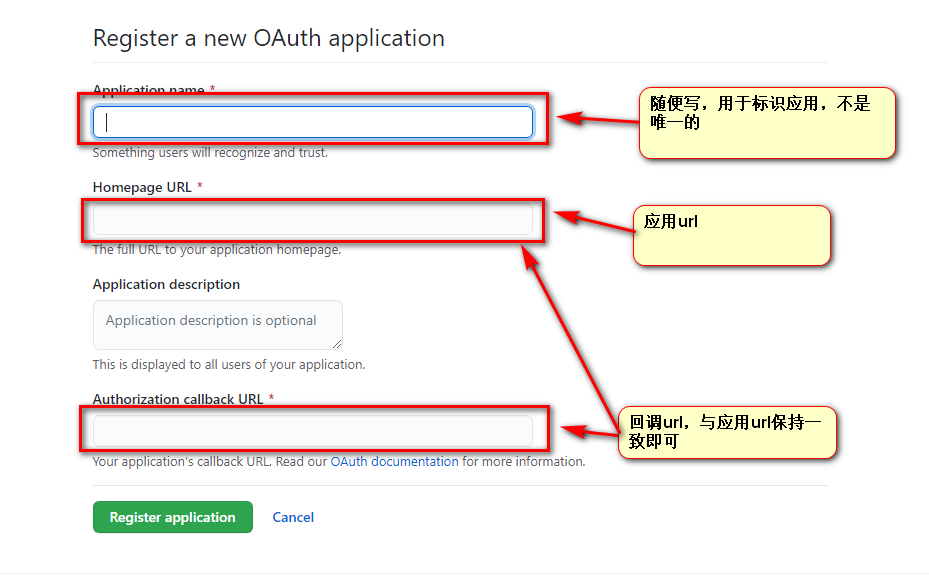 Register a new OAuth application
Application name *
随便写，用于标识应用，不是
唯一的
Something users will recognize and trust.
Homepage URL *
应用url
The full URL to your application homepage.
Application description
Application description is optional
This is displayed to all users of your application.
Authorization callback URL *
回调url，与应用url保持一
致即可
Your application's callback URL. Read our OAuth documentation for more information.
Register application
Cancel